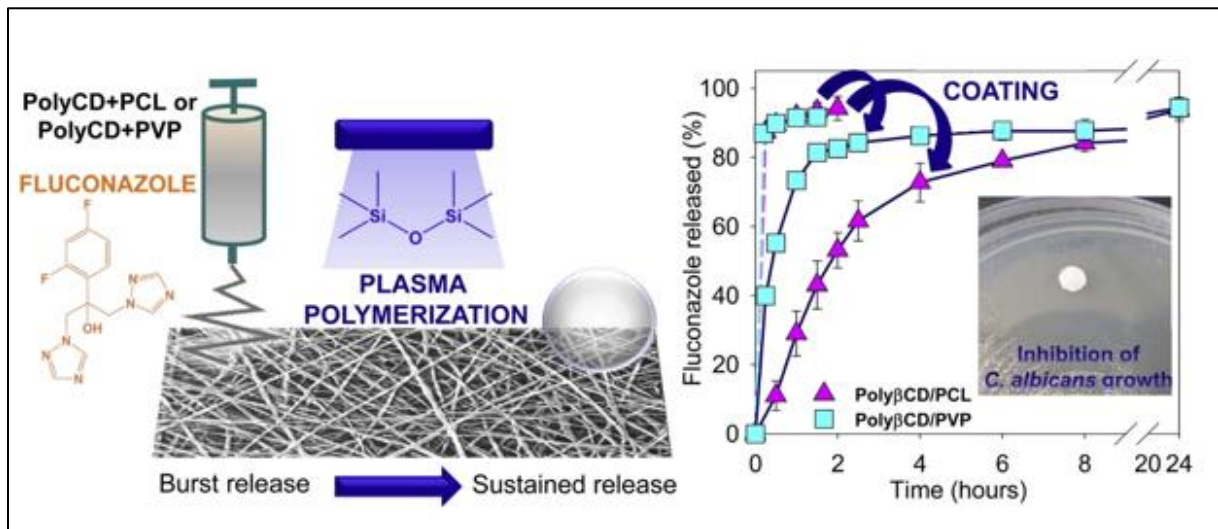 PolyCD+PCL or
PolyCD+PVP
FLUCONAZOLE
F
F
N
N
N
OH
N
N
N
Si
O
Si
PLASMA
POLYMERIZATION
Burst release
Sustained release
Fluconazole released (%)
100
80
60
40
20
0
COATING
Inhibition of
C. albicans growth
PolyβCD/PCL
PolyβCD/PVP
0 2 4 6 8 20 24
Time (hours)